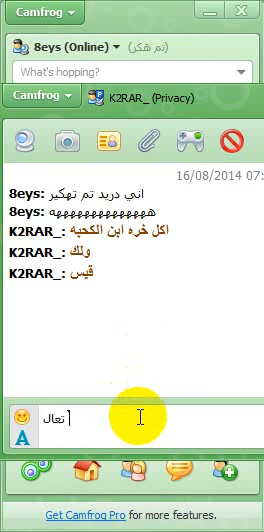 Camfrog
8eys (Online) (تم هكر)
What's hopping?
Camfrog K2RAR_ (Privacy)
16/08/2014 07:
8eys: اني دريد تم تهكير
8eys: هههههههههههههههه
K2RAR_: اكل خره ابن الكحبه
K2RAR_: ولك
K2RAR_: قيس
تعال
A
Get Camfrog Pro for more features.